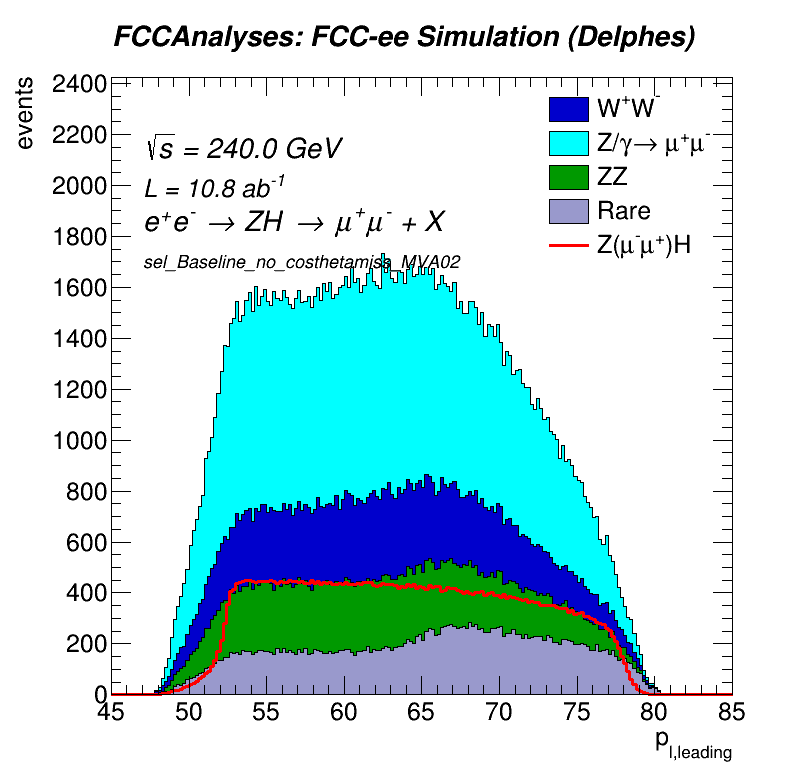 FCCAnalyses: FCC-ee Simulation (Delphes)
events
2400
2200
2000
1800
1600
1400
1200
1000
800
600
400
200
0
√s = 240.0 GeV
L = 10.8 ab⁻¹
e⁺e⁻ → ZH → μ⁺μ⁻ + X
sel_Baseline_no_costhetamiss_MVA02
W⁺W⁻
Z/γ→ μ⁺μ⁻
ZZ
Rare
Z(μ⁻μ⁺)H
45 50 55 60 65 70 75 80 85
p_l,leading